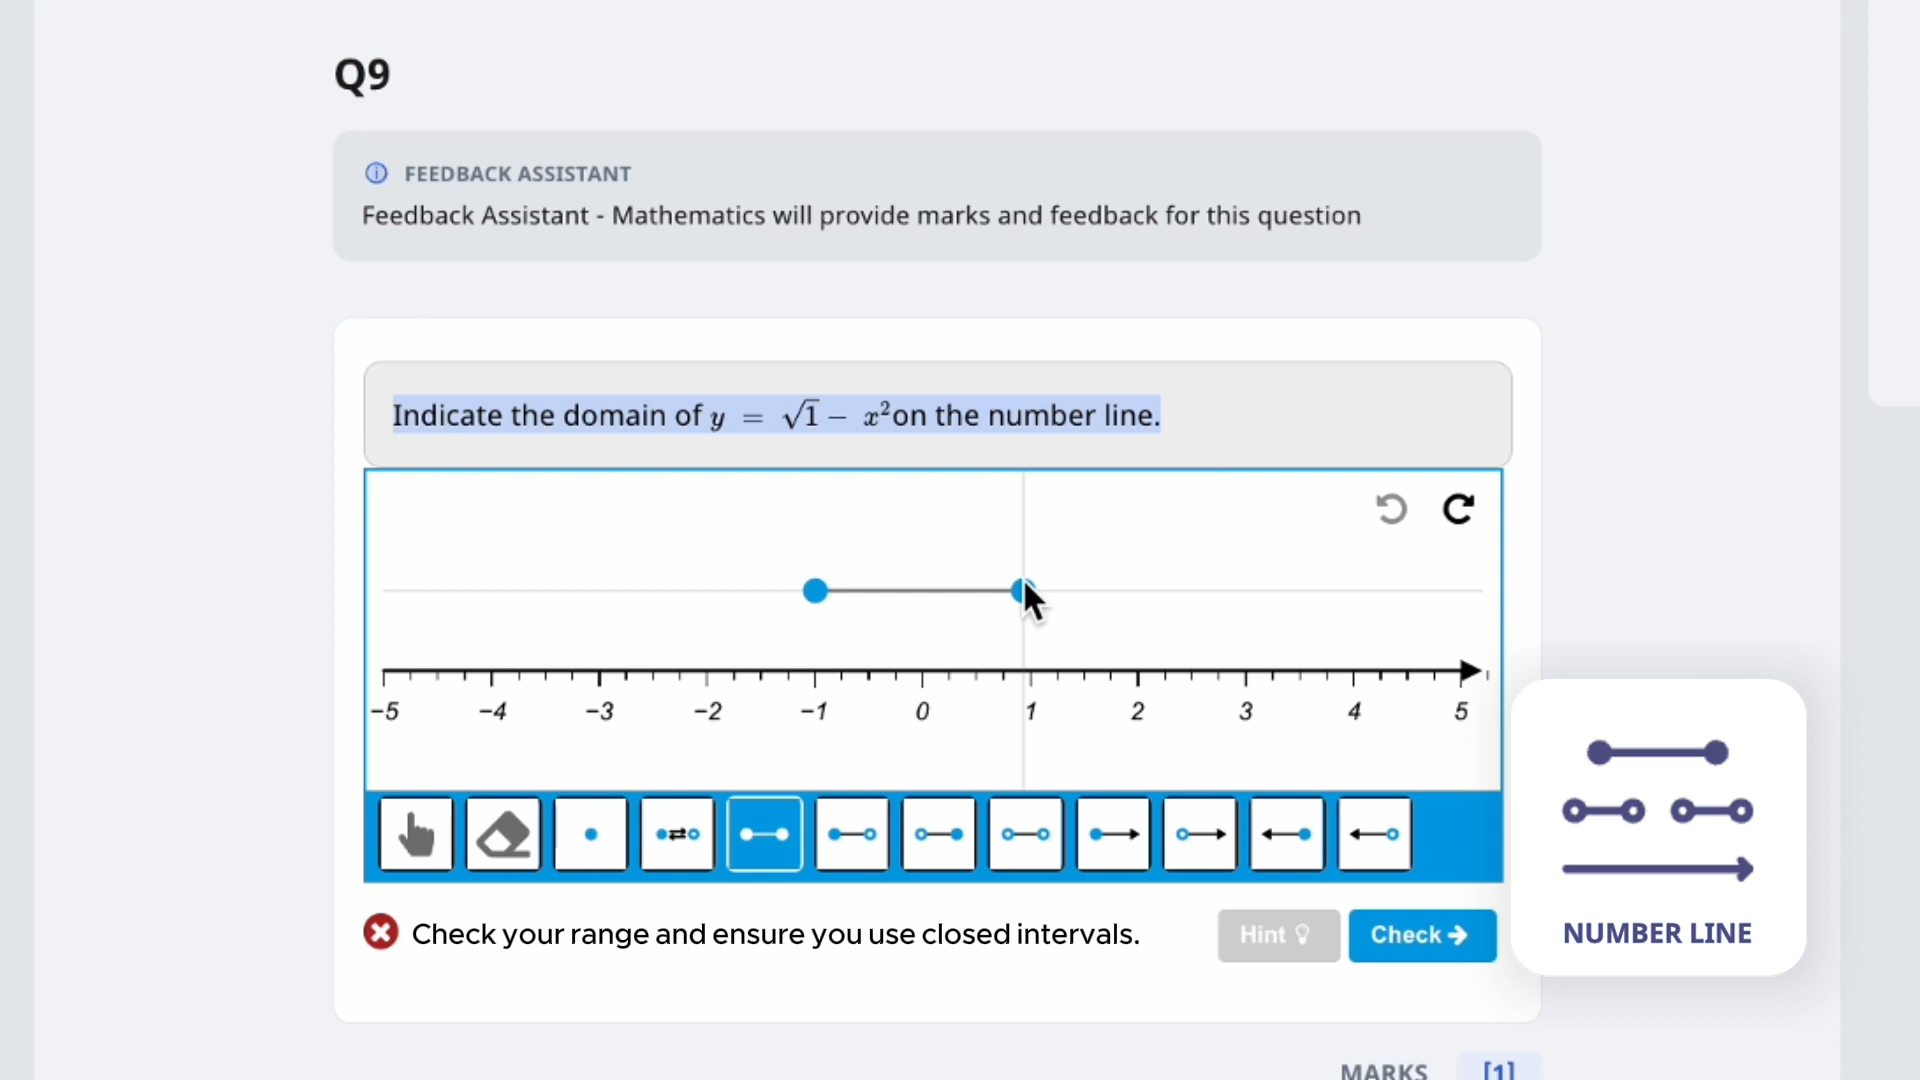 Q9
FEEDBACK ASSISTANT
Feedback Assistant - Mathematics will provide marks and feedback for this question
Indicate the domain of y = √1 − x² on the number line.
−5 −4 −3 −2 −1 0 1 2 3 4 5
Check your range and ensure you use closed intervals.
Hint
Check
NUMBER LINE
MARKS [1]